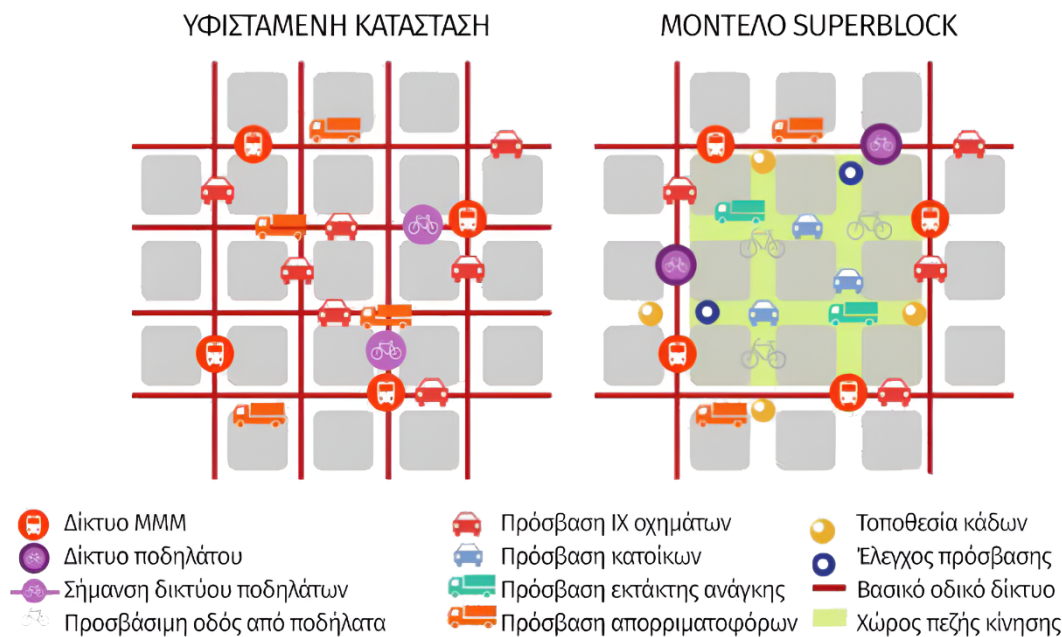 ΥΦΙΣΤΑΜΕΝΗ ΚΑΤΑΣΤΑΣΗ
ΜΟΝΤΕΛΟ SUPERBLOCK
Δίκτυο ΜΜΜ
Δίκτυο ποδηλάτου
Σήμανση δικτύου ποδηλάτων
Προσβάσιμη οδός από ποδήλατα
Πρόσβαση ΙΧ οχημάτων
Πρόσβαση κατοίκων
Πρόσβαση εκτάκτης ανάγκης
Πρόσβαση απορριματοφόρων
Τοποθεσία κάδων
Έλεγχος πρόσβασης
Βασικό οδικό δίκτυο
Χώρος πεζής κίνησης